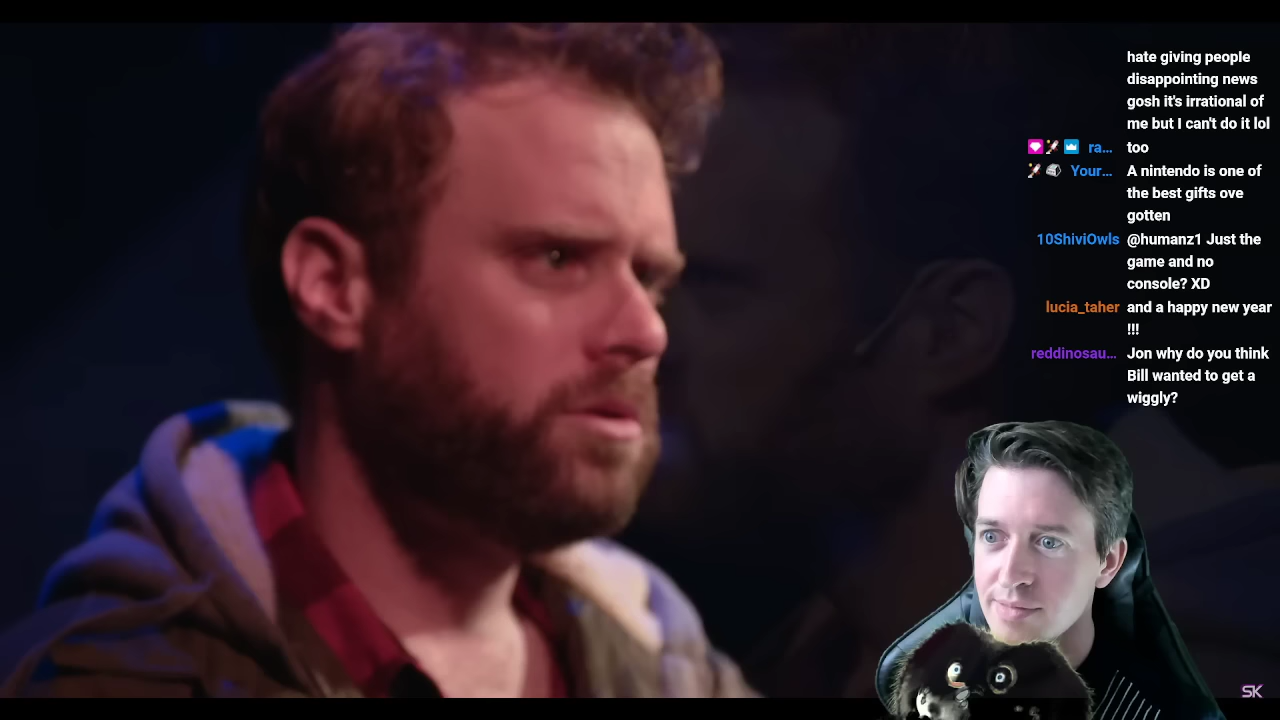 hate giving people
disappointing news
gosh it's irrational of
me but I can't do it lol
ra... too
Your... A nintendo is one of
the best gifts ove
gotten
10ShiviOwls @humanz1 Just the
game and no
console? XD
lucia_taher and a happy new year
!!!
reddinosau... Jon why do you think
Bill wanted to get a
wiggly?
SK